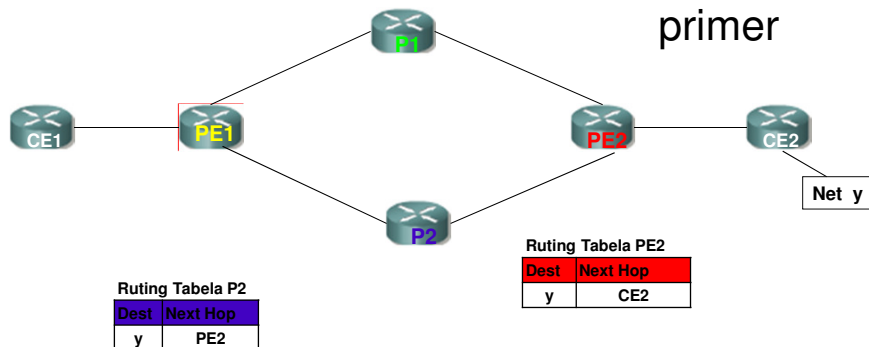 primer
P1
CE1
PE1
PE2
CE2
Net y
P2
Ruting Tabela PE2
Dest Next Hop
y CE2
Ruting Tabela P2
Dest Next Hop
y PE2